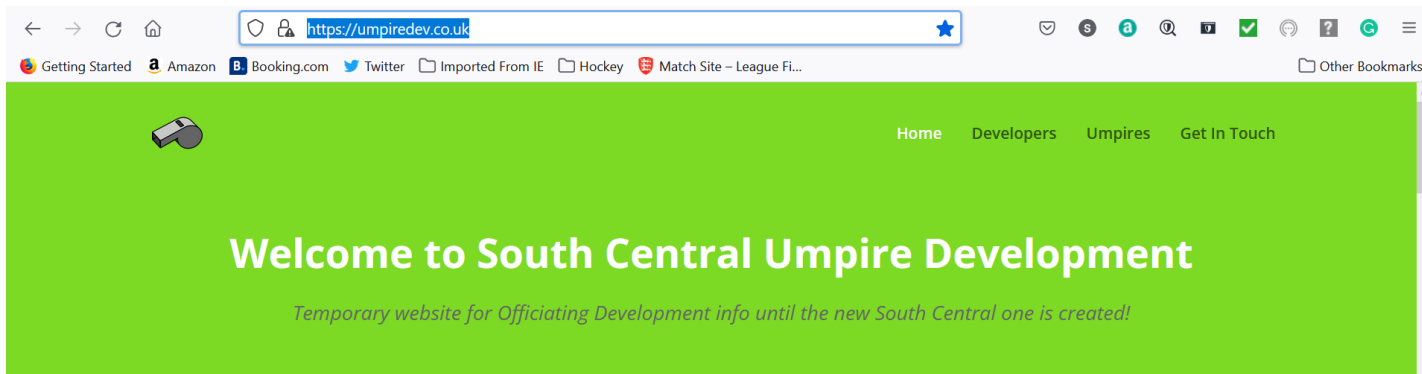 https://umpiredev.co.uk
Getting Started Amazon Booking.com Twitter Imported From IE Hockey Match Site – League Fi... Other Bookmarks
Home Developers Umpires Get In Touch
Welcome to South Central Umpire Development
Temporary website for Officiating Development info until the new South Central one is created!